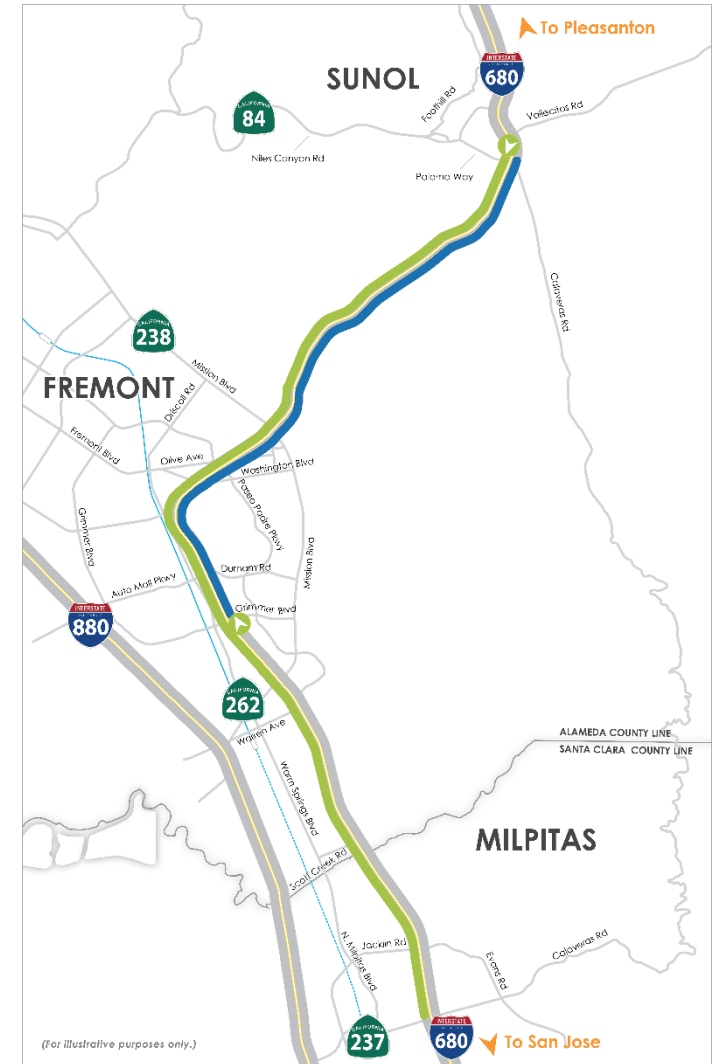 To Pleasanton
INTERSTATE
680
SUNOL
Foothill Rd
Vallecitos Rd
CALIFORNIA
84
Niles Canyon Rd
Paloma Way
Calaveras Rd
CALIFORNIA
238
Mission Blvd
FREMONT
Driscoll Rd
Fremont Blvd
Olive Ave
Washington Blvd
Grimmer Blvd
Paseo Padre Pkwy
Mission Blvd
Durham Rd
Auto Mall Pkwy
Grimmer Blvd
INTERSTATE
880
CALIFORNIA
262
Warren Ave
ALAMEDA COUNTY LINE
SANTA CLARA COUNTY LINE
Warm Springs Blvd
MILPITAS
Scott Creek Rd
N. Milpitas Blvd
Jacklin Rd
Evans Rd
Calaveras Rd
(For illustrative purposes only.)
CALIFORNIA
237
INTERSTATE
680
To San Jose